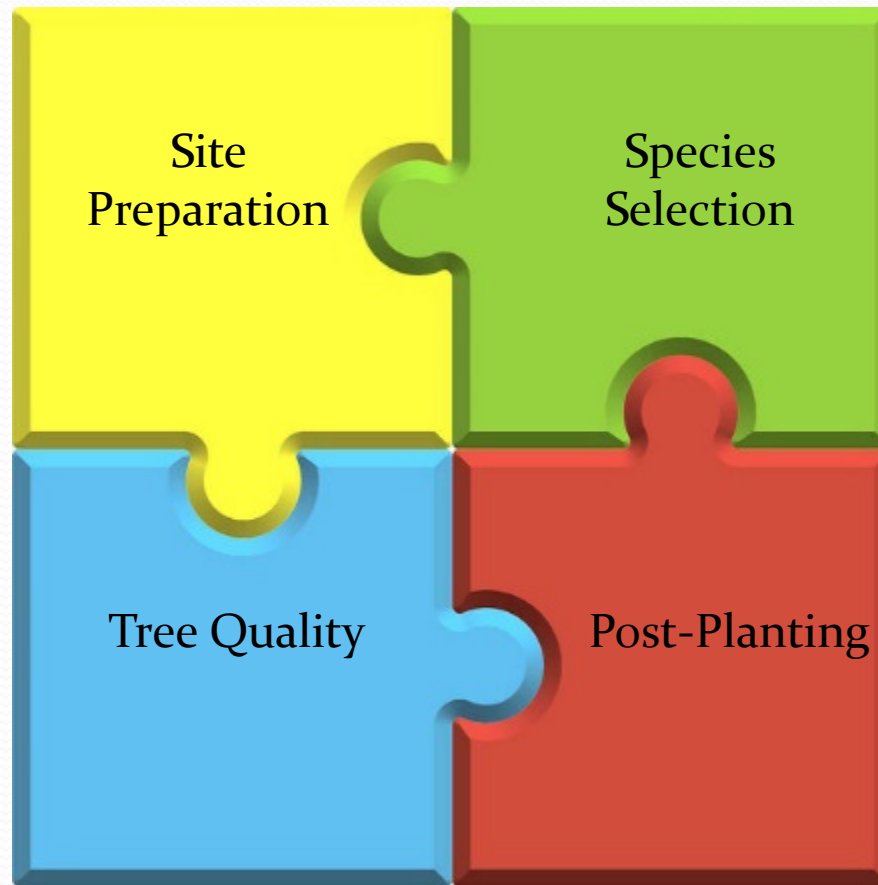 Site
Preparation
Species
Selection
Tree Quality
Post-Planting